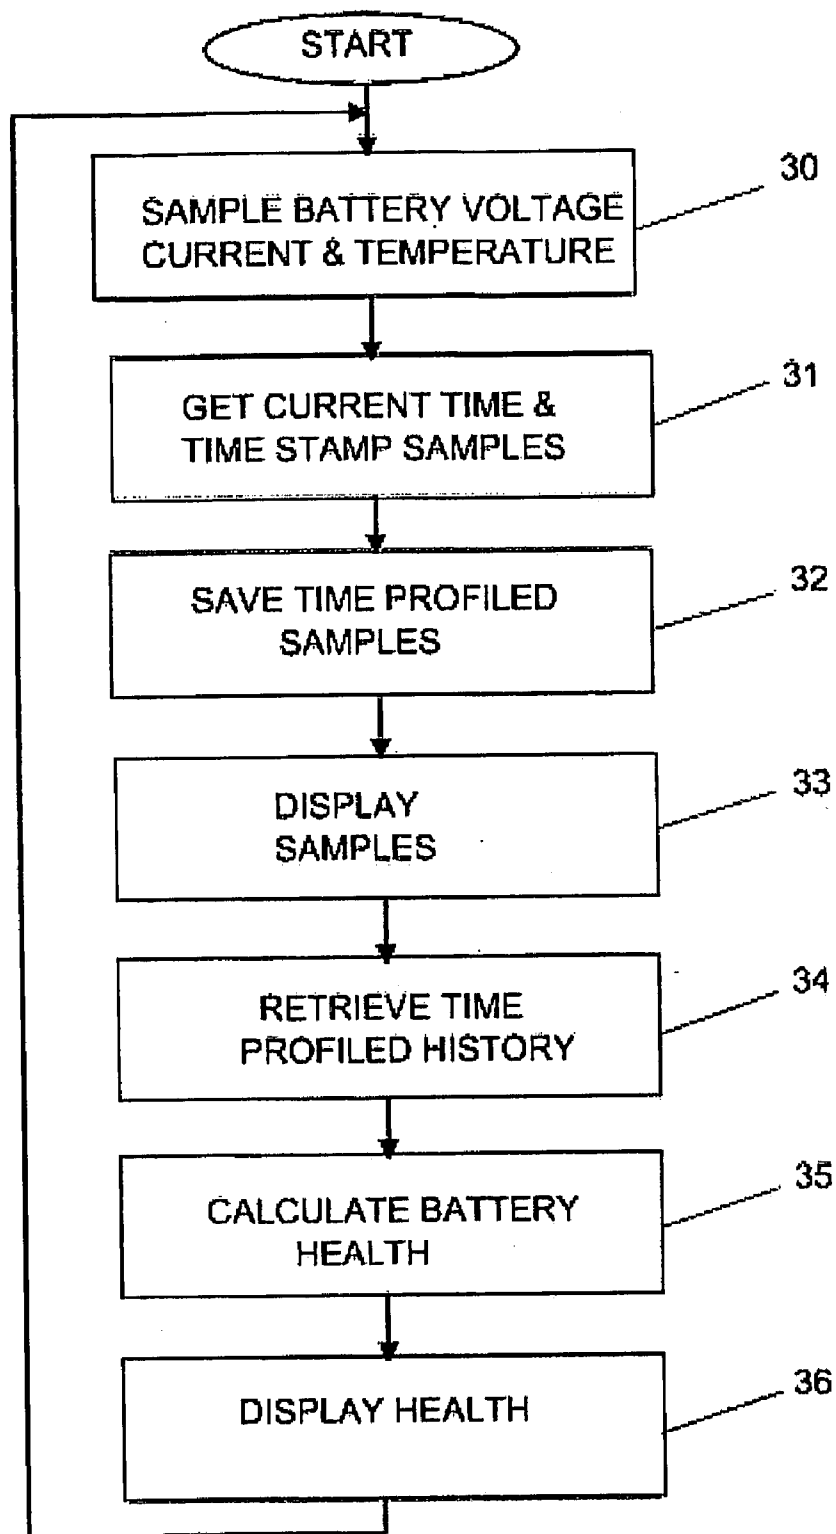 START
SAMPLE BATTERY VOLTAGE
CURRENT & TEMPERATURE
30
GET CURRENT TIME &
TIME STAMP SAMPLES
31
SAVE TIME PROFILED
SAMPLES
32
DISPLAY
SAMPLES
33
RETRIEVE TIME
PROFILED HISTORY
34
CALCULATE BATTERY
HEALTH
35
DISPLAY HEALTH
36